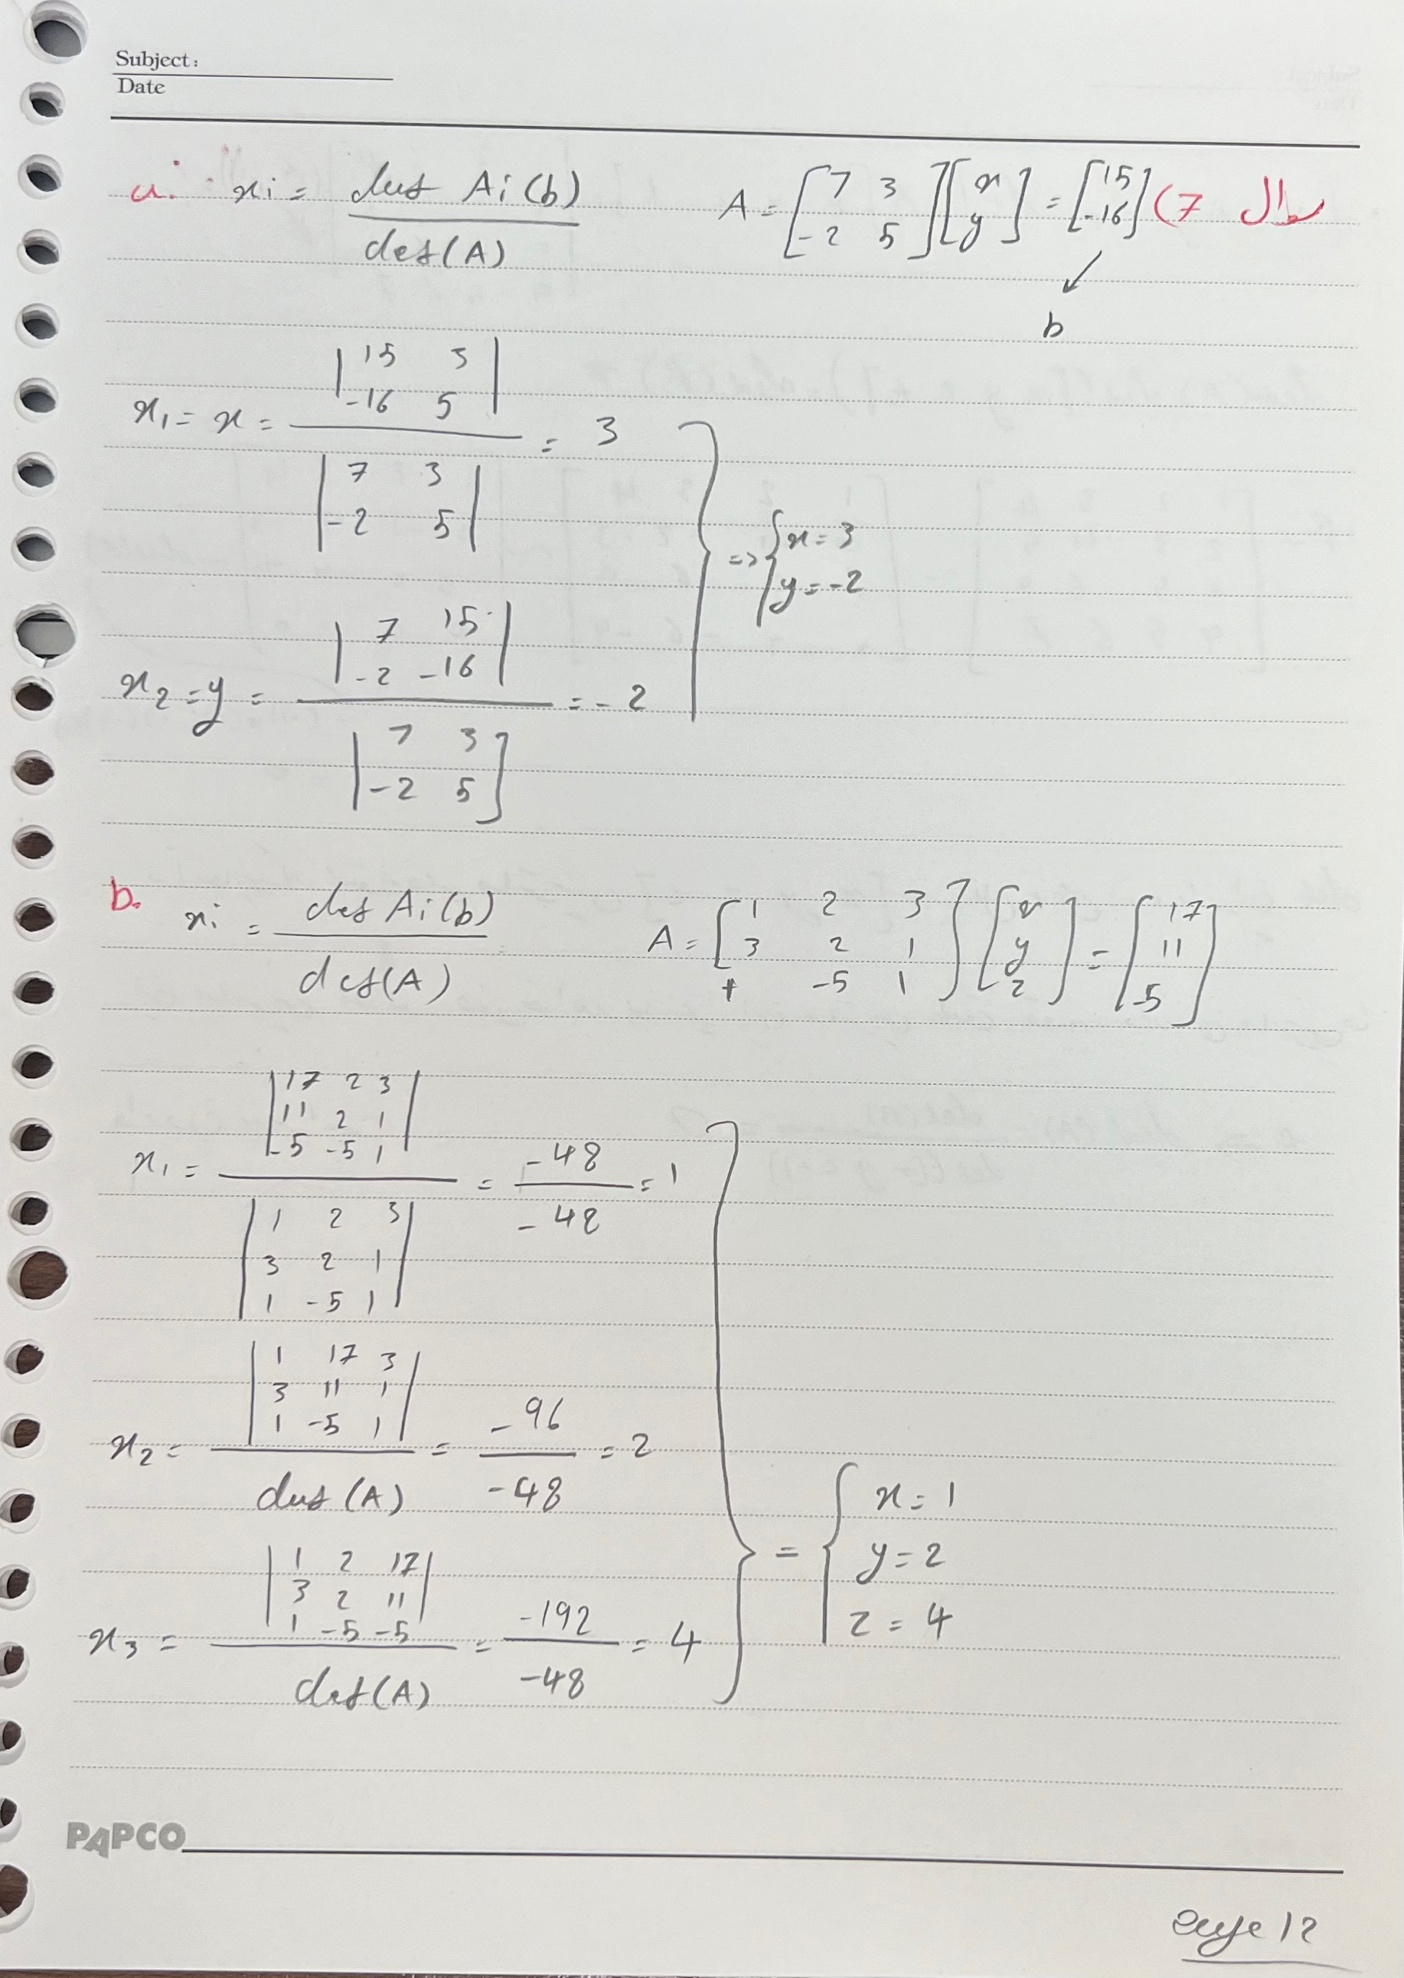 Subject:
Date
سوال 7)
A = [7 3 -2 5] [x y] = [15 -16]
b
a. xi = det Ai(b) / det(A)
x1 = x = |15 3 -16 5| / |7 3 -2 5| = 3
x2 = y = |7 15 -2 -16| / |7 3 -2 5] = -2
=> { x = 3
y = -2
b. xi = det Ai(b) / det(A)
A = [1 2 3 3 2 1 1 -5 1] [x y z] = [17 11 -5]
x1 = |17 2 3 11 2 1 -5 -5 1| / |1 2 3 3 2 1 1 -5 1| = -48 / -48 = 1
x2 = |1 17 3 3 11 1 1 -5 1| / det(A) = -96 / -48 = 2
x3 = |1 2 17 3 2 11 1 -5 -5| / det(A) = -192 / -48 = 4
= { x = 1
y = 2
z = 4
PAPCO
12